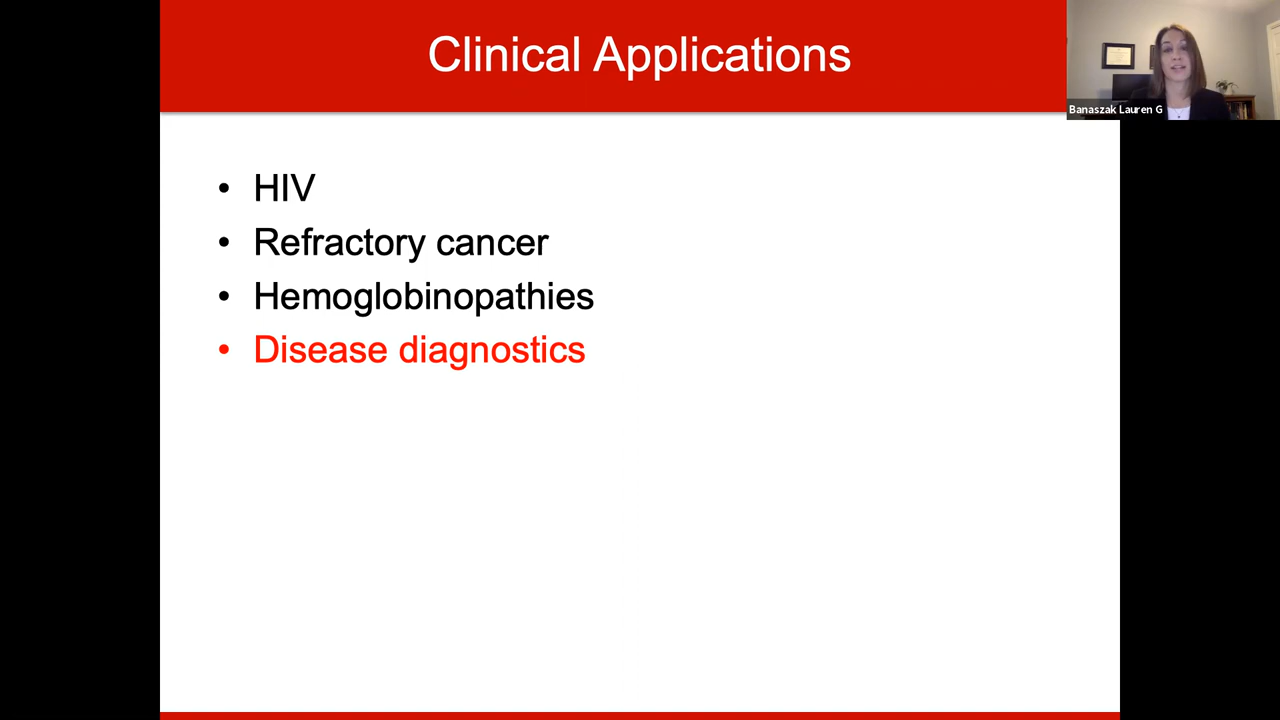 Clinical Applications
Banaszak Lauren G
• HIV
• Refractory cancer
• Hemoglobinopathies
• Disease diagnostics